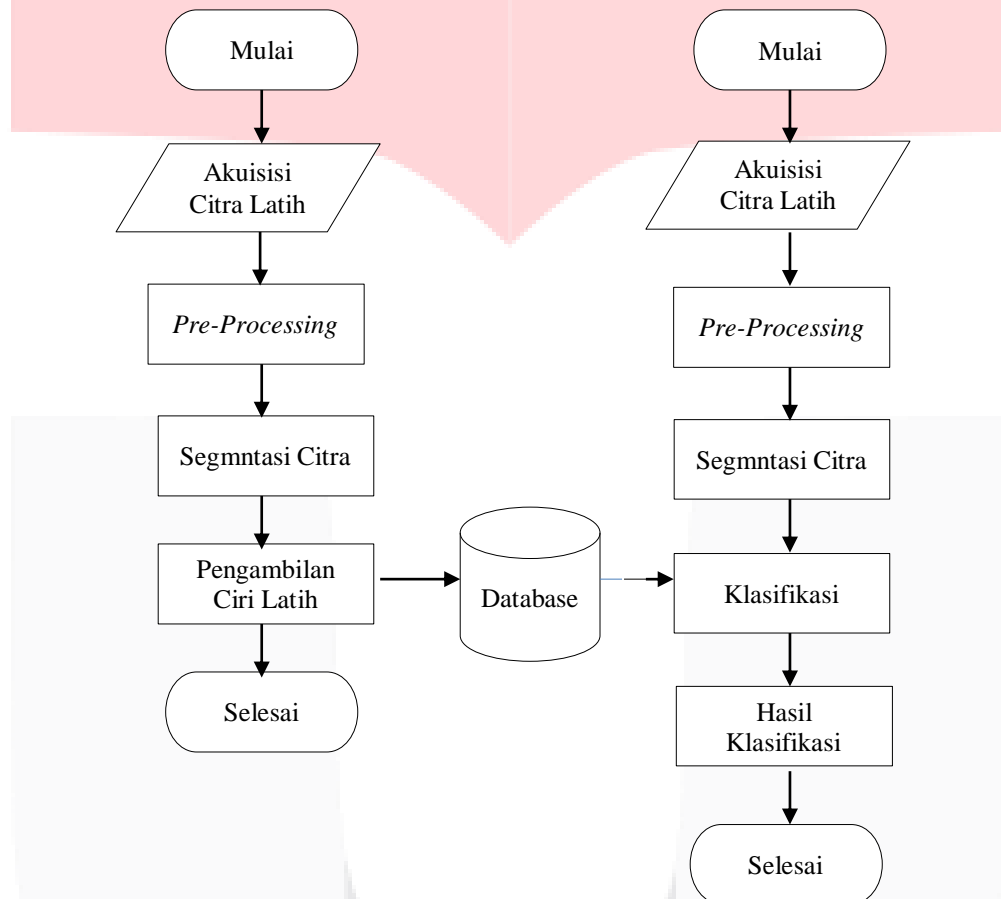 Mulai
Akuisisi
Citra Latih
Pre-Processing
Segmntasi Citra
Pengambilan
Ciri Latih
Selesai
Database
Mulai
Akuisisi
Citra Latih
Pre-Processing
Segmntasi Citra
Klasifikasi
Hasil
Klasifikasi
Selesai